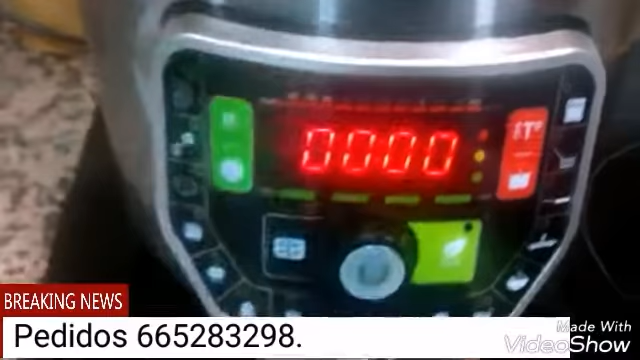 0000
BREAKING NEWS
Pedidos 665283298.
Made With
VideoShow